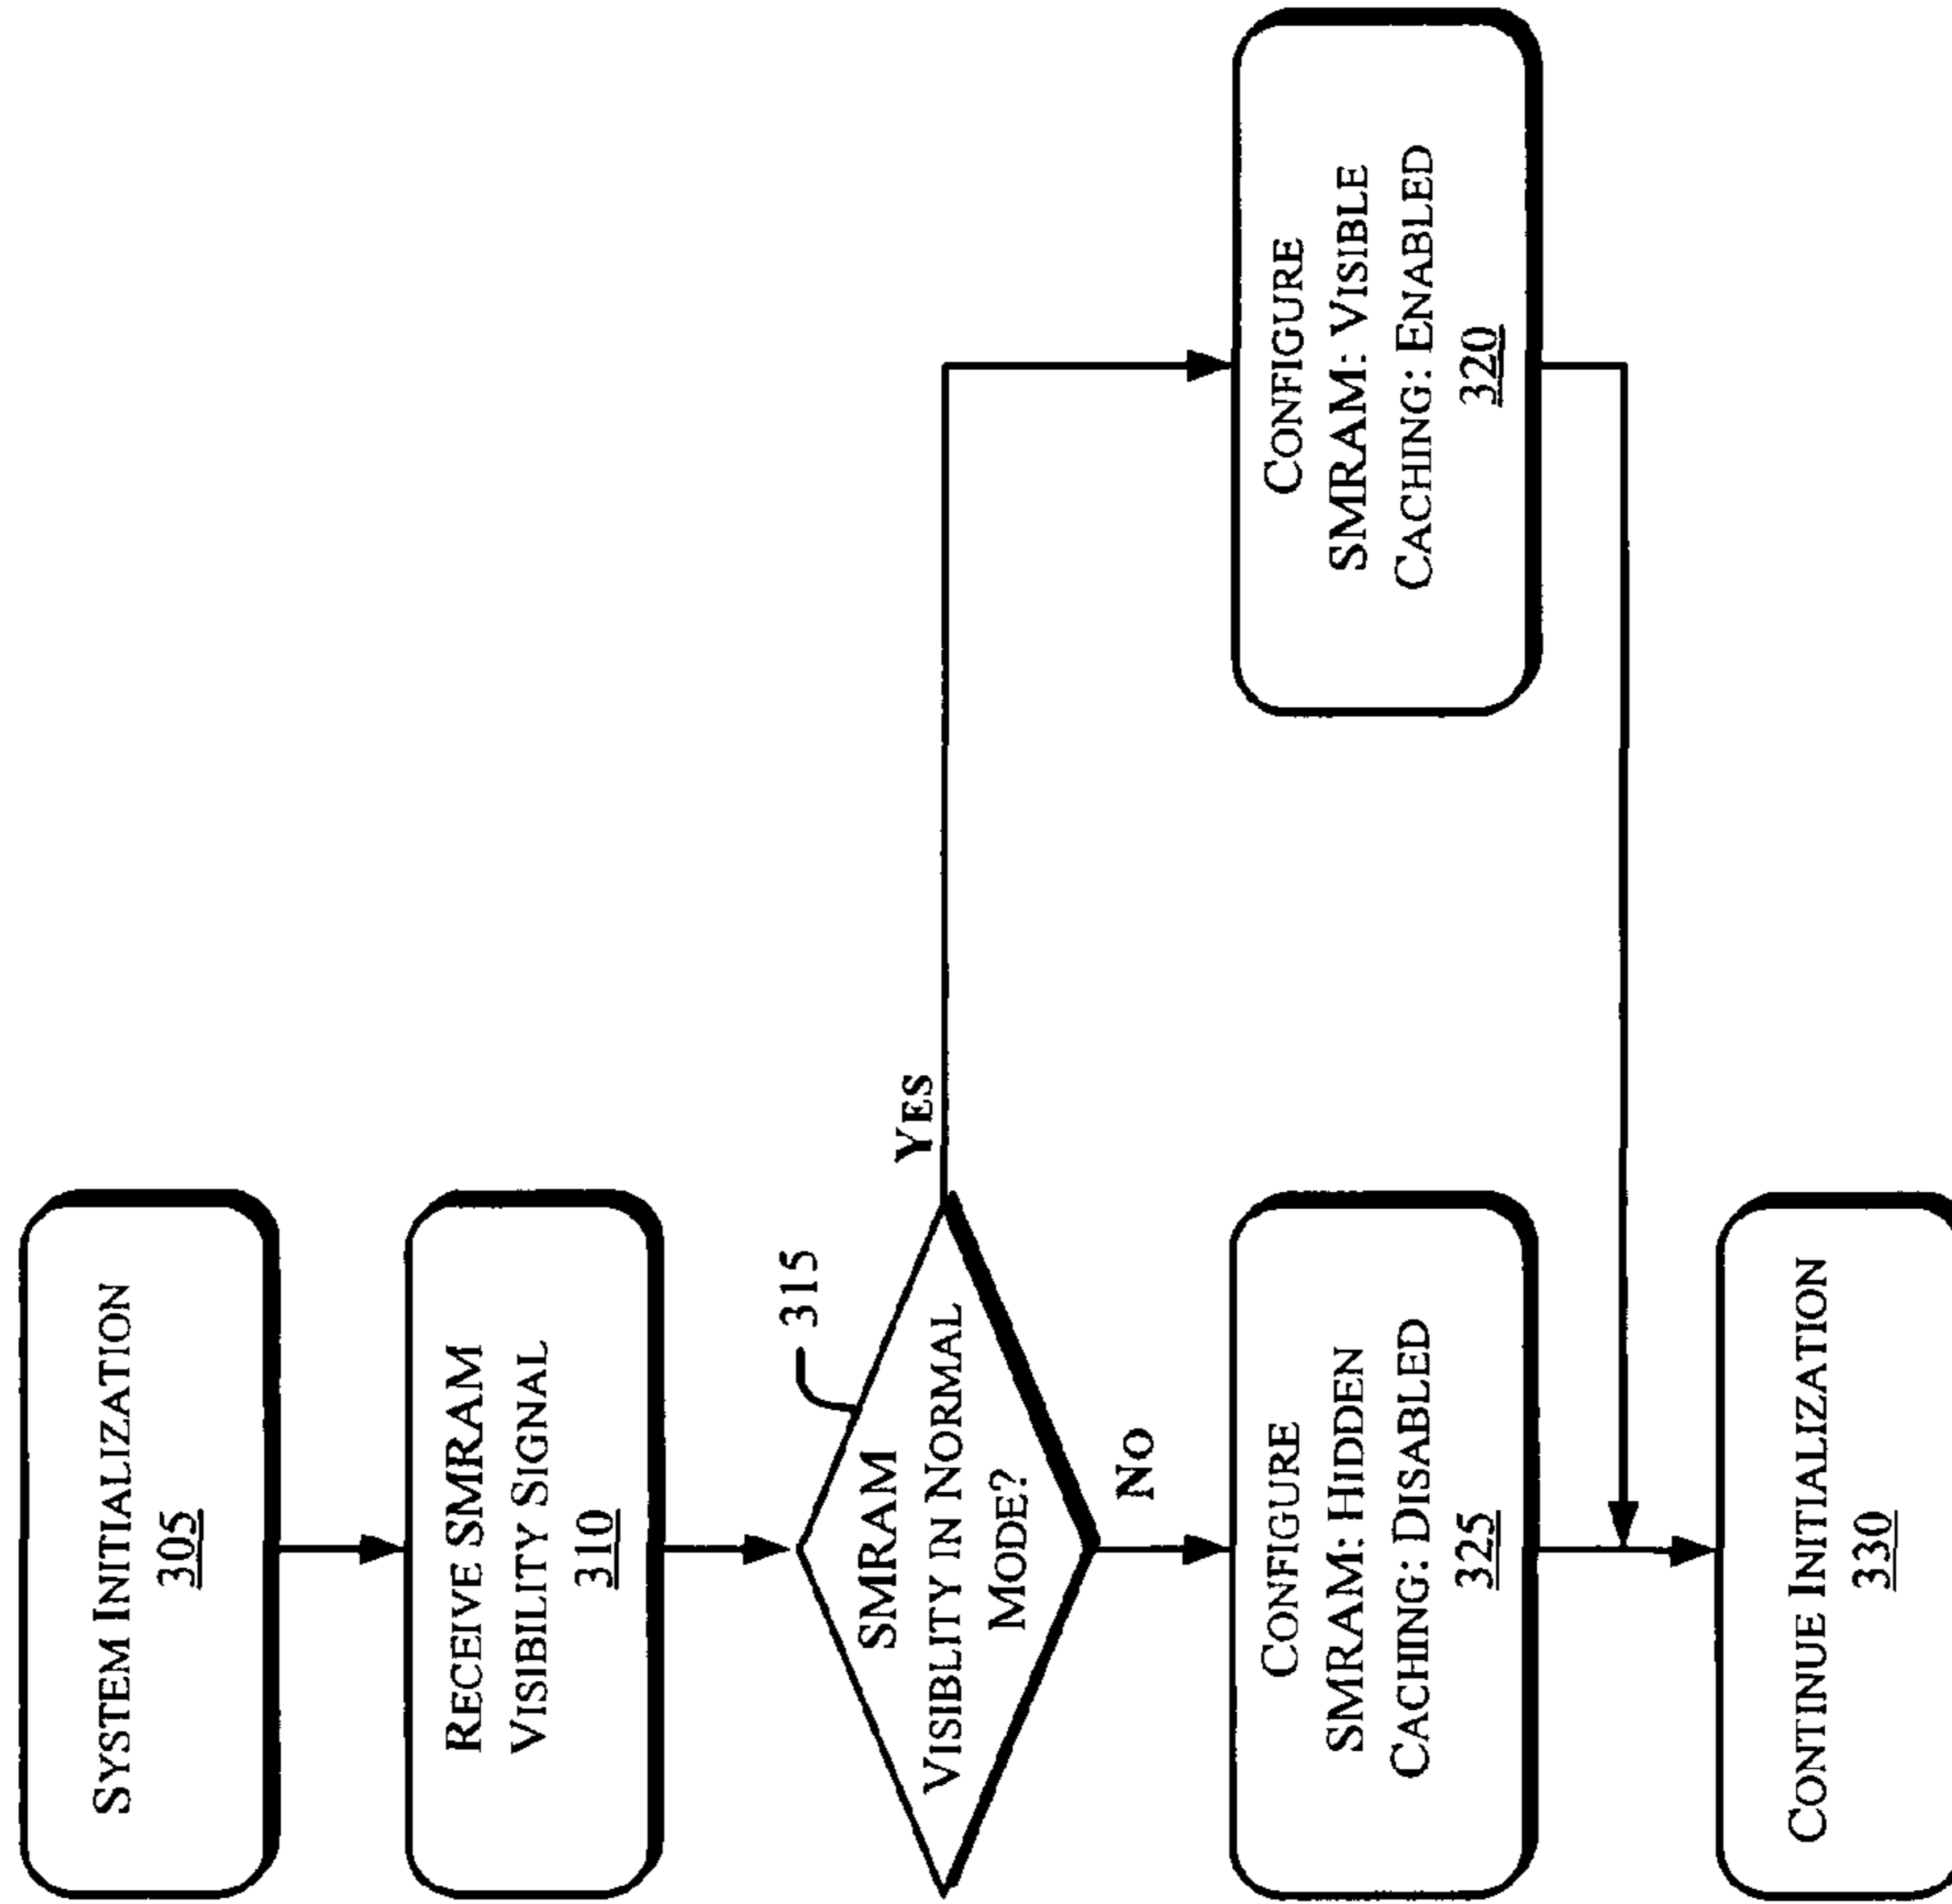 SYSTEM INITIALIZATION
305
RECEIVE SMRAM
VISIBILITY SIGNAL
310
315
SMRAM
VISIBLITY IN NORMAL
MODE?
YES
NO
CONFIGURE
SMRAM: VISIBLE
CACHING: ENABLED
320
CONFIGURE
SMRAM: HIDDEN
CACHING: DISABLED
325
CONTINUE INITIALIZATION
330